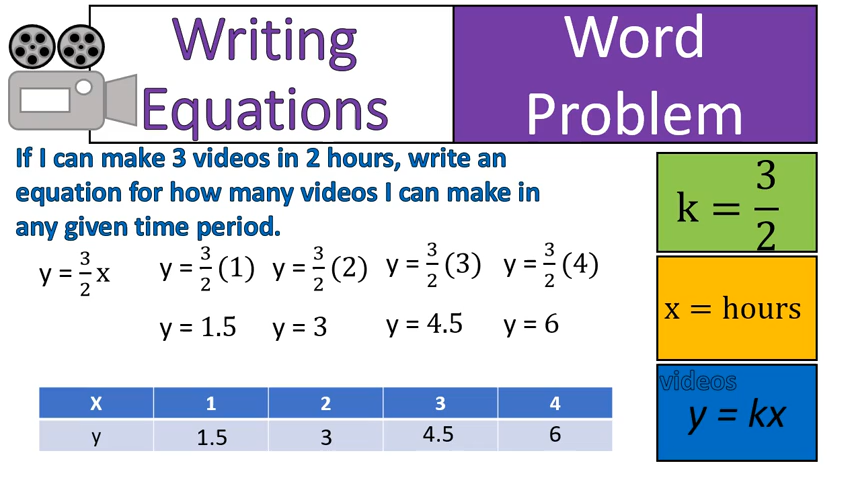 Writing
Equations
Word
Problem
If I can make 3 videos in 2 hours, write an
equation for how many videos I can make in
any given time period.
y = 3/2 x
y = 3/2 (1)
y = 3/2 (2)
y = 3/2 (3)
y = 3/2 (4)
y = 1.5
y = 3
y = 4.5
y = 6
X 1 2 3 4
y 1.5 3 4.5 6
k = 3/2
x = hours
videos
y = kx